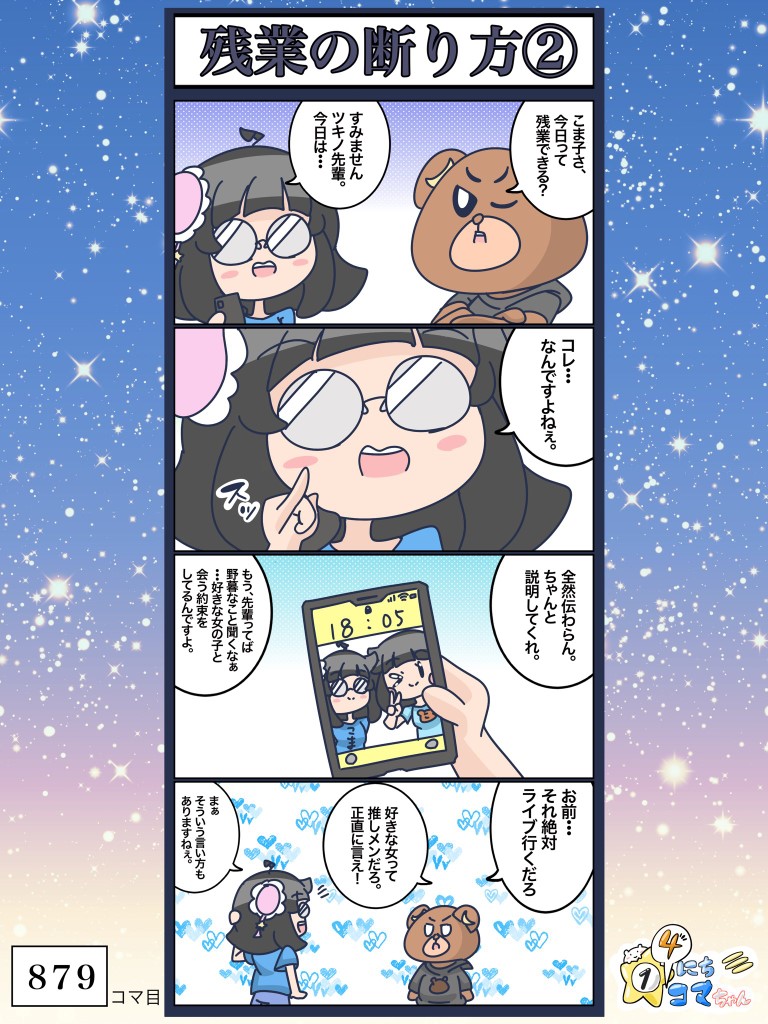 残業の断り方②
こま子さ、
今日って
残業できる?
すみません
ツキノ先輩。
今日は…
コレ…
なんですよねぇ。
スッ
全然伝わらん。
ちゃんと
説明してくれ。
18:05
こま
もう、先輩ってば
野暮なこと聞くなぁ
…好きな女の子と
会う約束を
してるんですよ。
お前…
それ絶対
ライブ行くだろ
好きな女って
推しメンだろ。
正直に言え!
まぁ
そういう言い方も
ありますねぇ。
879
コマ目
1にち
4コマ
ちゃん